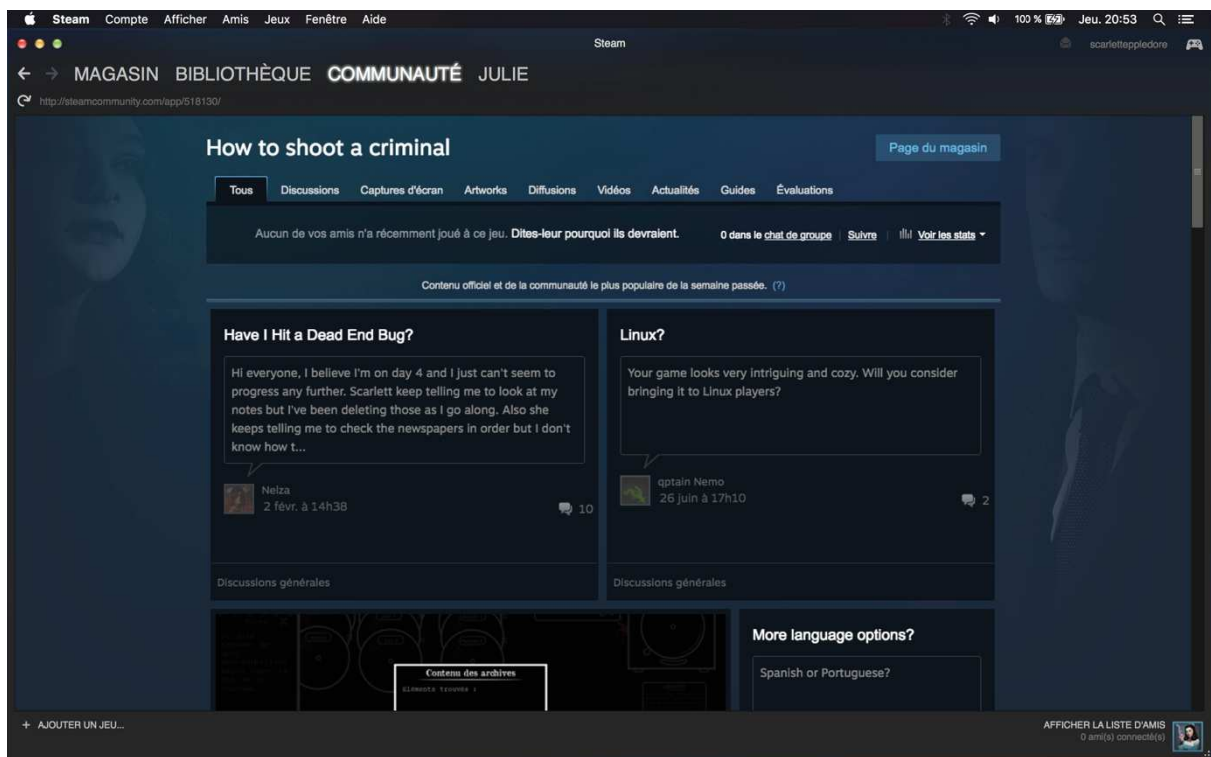 Steam Compte Afficher Amis Jeux Fenêtre Aide
100 % Jeu. 20:53
Steam
scarletteppledore
MAGASIN BIBLIOTHÈQUE COMMUNAUTÉ JULIE
http://steamcommunity.com/app/518130/
How to shoot a criminal
Page du magasin
Tous Discussions Captures d'écran Artworks Diffusions Vidéos Actualités Guides Évaluations
Aucun de vos amis n'a récemment joué à ce jeu. Dites-leur pourquoi ils devraient.
0 dans le chat de groupe | Suivre | Voir les stats
Contenu officiel et de la communauté le plus populaire de la semaine passée. (?)
Have I Hit a Dead End Bug?
Hi everyone, I believe I'm on day 4 and I just can't seem to
progress any further. Scarlett keep telling me to look at my
notes but I've been deleting those as I go along. Also she
keeps telling me to check the newspapers in order but I don't
know how t...
Nelza
2 févr. à 14h38
10
Discussions générales
Linux?
Your game looks very intriguing and cozy. Will you consider
bringing it to Linux players?
qptain Nemo
26 juin à 17h10
2
Discussions générales
Contenu des archives
Eléments trouvés :
More language options?
Spanish or Portuguese?
+ AJOUTER UN JEU...
AFFICHER LA LISTE D'AMIS
0 ami(s) connecté(s)